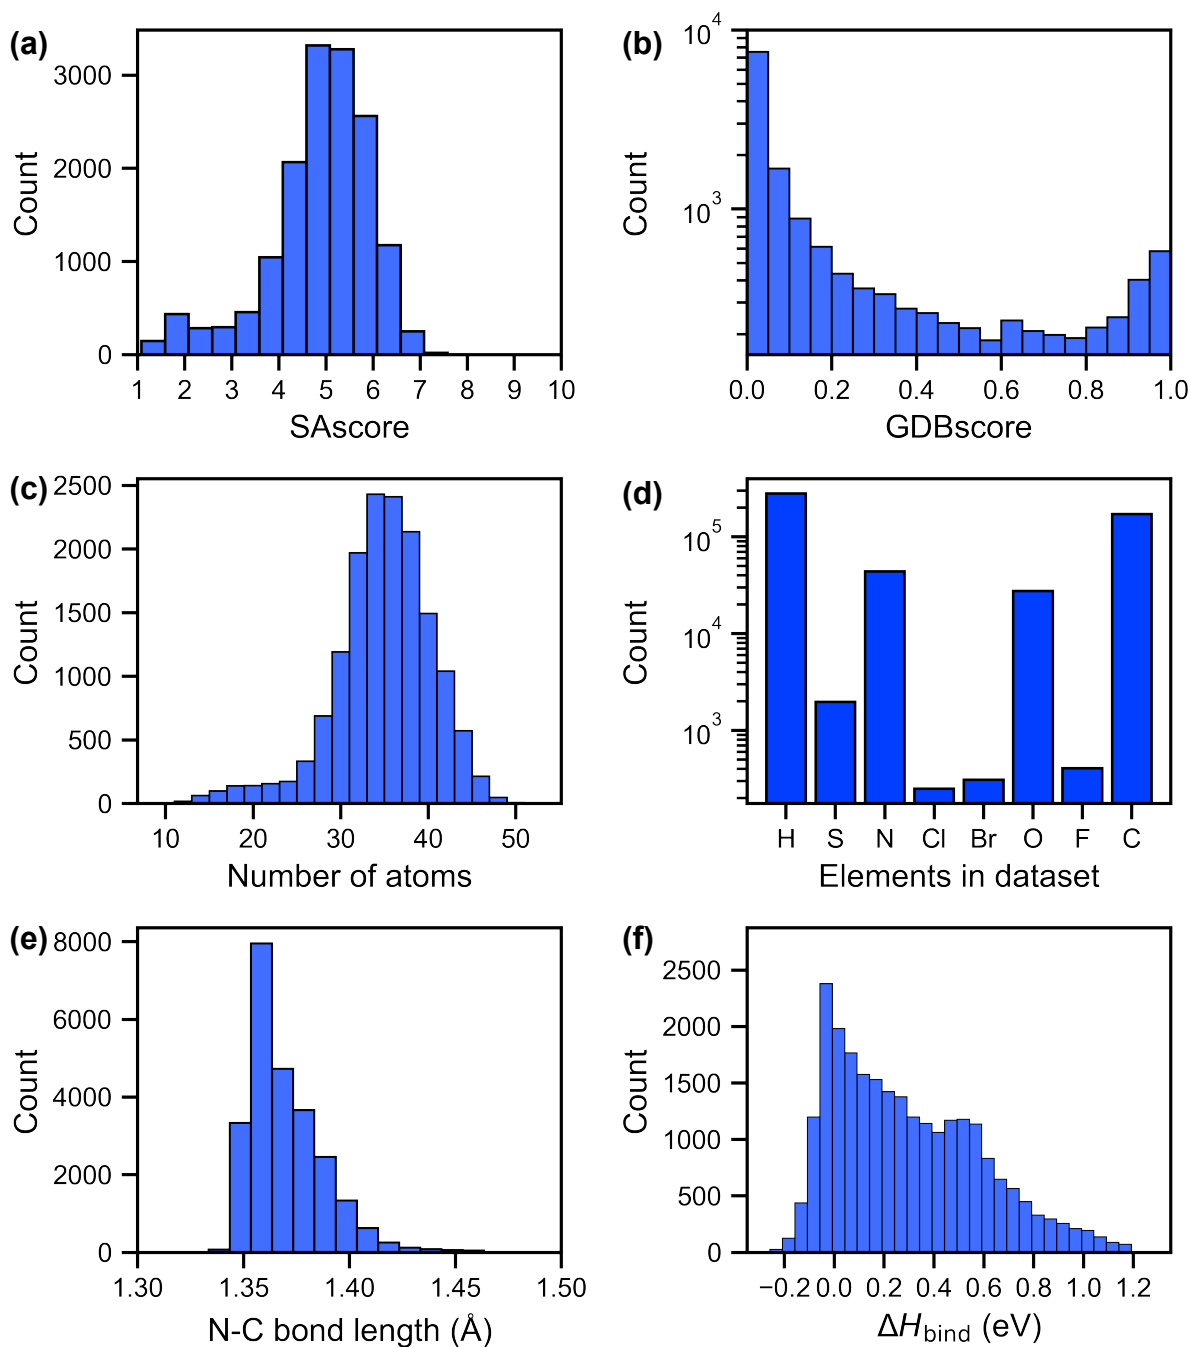 (a)
Count
3000
2000
1000
0
1 2 3 4 5 6 7 8 9 10
SAscore
(b)
Count
10^4
10^3
0.0 0.2 0.4 0.6 0.8 1.0
GDBscore
(c)
Count
2500
2000
1500
1000
500
0
10 20 30 40 50
Number of atoms
(d)
Count
10^5
10^4
10^3
H S N Cl Br O F C
Elements in dataset
(e)
Count
8000
6000
4000
2000
0
1.30 1.35 1.40 1.45 1.50
N-C bond length (Å)
(f)
Count
2500
2000
1500
1000
500
0
−0.2 0.0 0.2 0.4 0.6 0.8 1.0 1.2
ΔH_bind (eV)